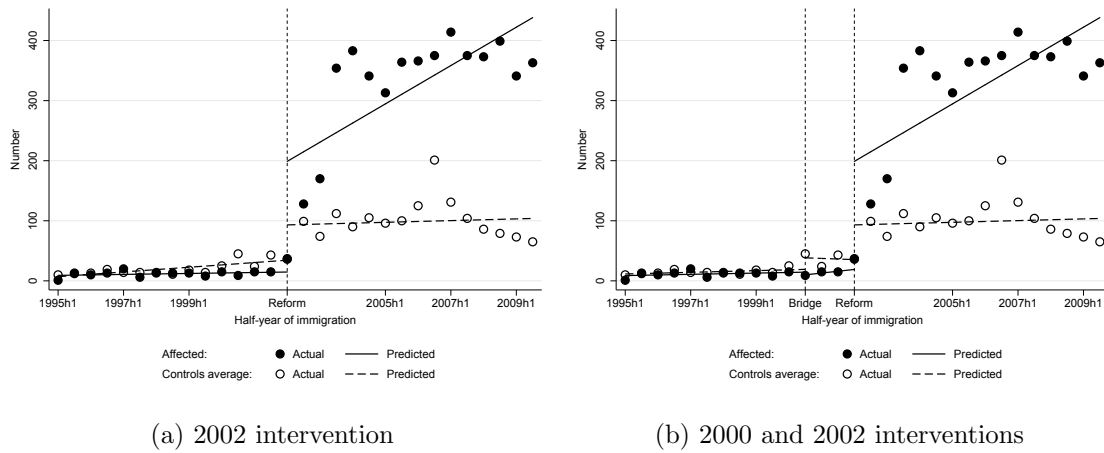 400
300
200
100
0
Number
1995h1 1997h1 1999h1 Reform 2005h1 2007h1 2009h1
Half-year of immigration
Affected: Actual Predicted
Controls average: Actual Predicted
(a) 2002 intervention
400
300
200
100
0
Number
1995h1 1997h1 1999h1 Bridge Reform 2005h1 2007h1 2009h1
Half-year of immigration
Affected: Actual Predicted
Controls average: Actual Predicted
(b) 2000 and 2002 interventions